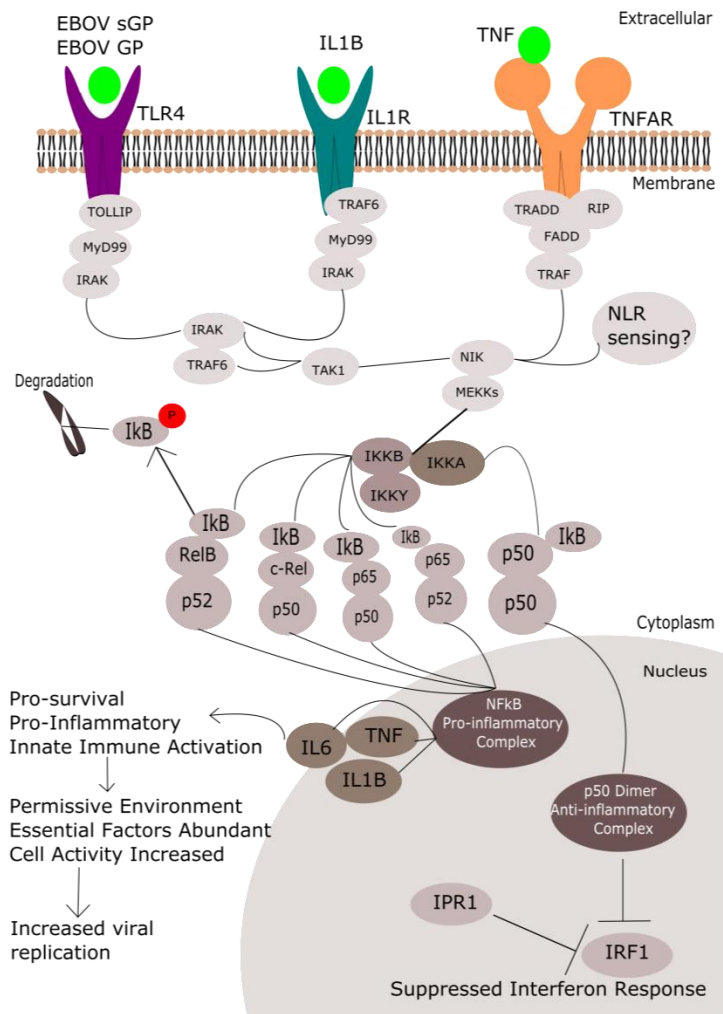 EBOV sGP
EBOV GP
IL1B
TNF
Extracellular
TLR4
IL1R
TNFAR
Membrane
TOLLIP
MyD99
IRAK
TRAF6
MyD99
IRAK
TRADD
RIP
FADD
TRAF
NLR
sensing?
IRAK
TRAF6
TAK1
NIK
MEKKs
Degradation
IkB
P
IKKB
IKKA
IKKY
IkB
RelB
p52
IkB
c-Rel
p50
IkB
p65
p50
IkB
p65
p52
p50
IkB
p50
Cytoplasm
Nucleus
NFkB
Pro-inflammatory
Complex
IL6
TNF
IL1B
Pro-survival
Pro-Inflammatory
Innate Immune Activation
Permissive Environment
Essential Factors Abundant
Cell Activity Increased
Increased viral
replication
p50 Dimer
Anti-inflammatory
Complex
IPR1
IRF1
Suppressed Interferon Response